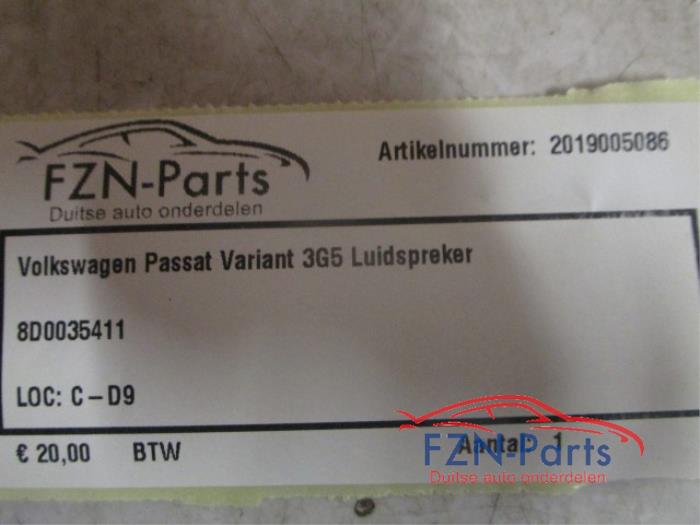 FZN-Parts
Duitse auto onderdelen
Artikelnummer: 2019005086
Volkswagen Passat Variant 3G5 Luidspreker
8D0035411
LOC: C-D9
€ 20,00 BTW Aantal: 1
FZN-Parts
Duitse auto onderdelen